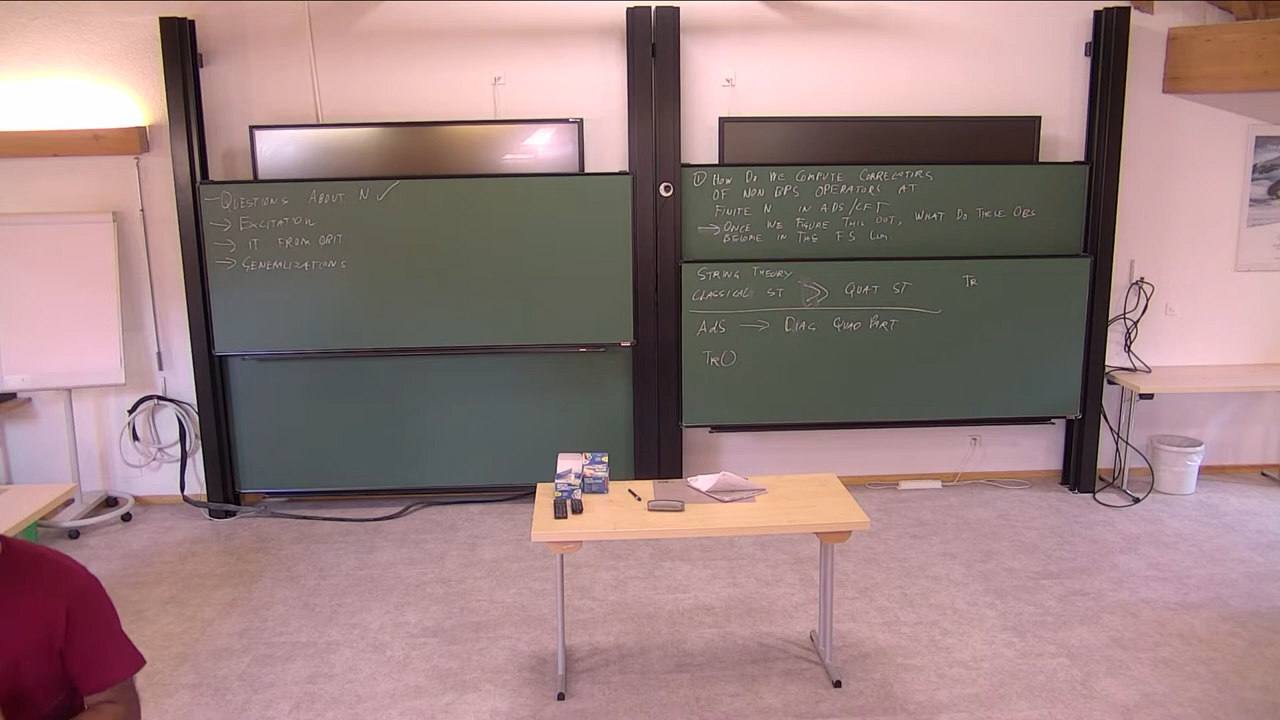 - QUESTIONS ABOUT N ✓
→ EXCITATION
→ IT FROM QBIT
→ GENERALIZATIONS
① HOW DO WE COMPUTE CORRELATORS
OF NON BPS OPERATORS AT
FINITE N IN ADS/CFT
→ ONCE WE FIGURE THIS OUT, WHAT DO THESE OBS
BECOME IN THE F S LIM.
STRING THEORY
CLASSICAL ST >> QUAT ST
TR
AdS → DIAG QUAD PART
TR()